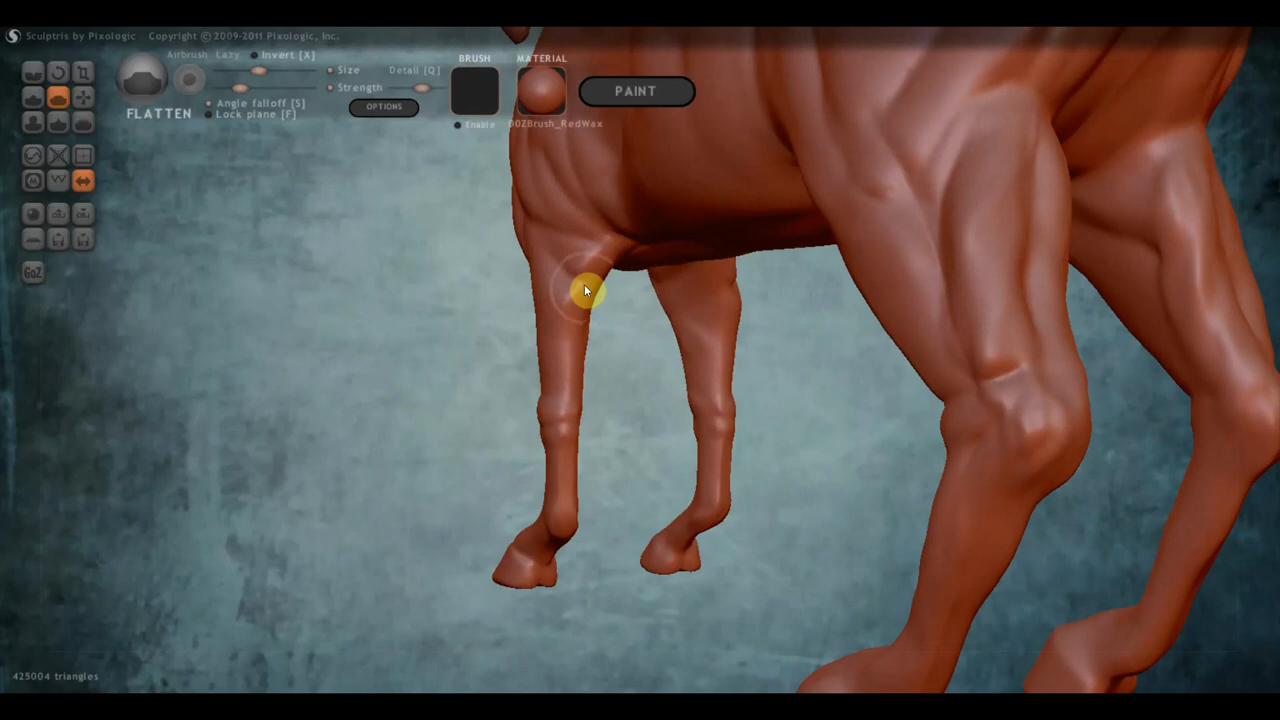 Sculptris by Pixologic Copyright © 2009-2011 Pixologic, Inc.
Airbrush Lazy Invert [X]
Size Detail [Q]
Strength
Angle falloff [S]
Lock plane [F]
FLATTEN
OPTIONS
BRUSH
Enable
MATERIAL
00ZBrush_RedWax
PAINT
GoZ
425004 triangles